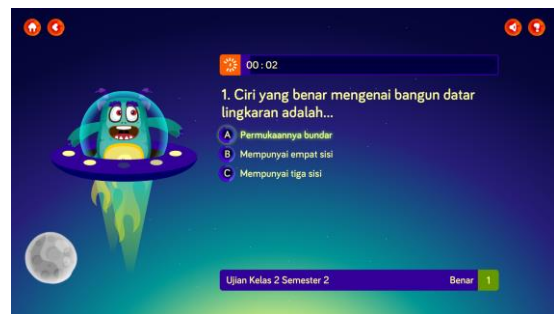 00 : 02
1. Ciri yang benar mengenai bangun datar
lingkaran adalah...
A Permukaannya bundar
B Mempunyai empat sisi
C Mempunyai tiga sisi
Ujian Kelas 2 Semester 2 Benar 1